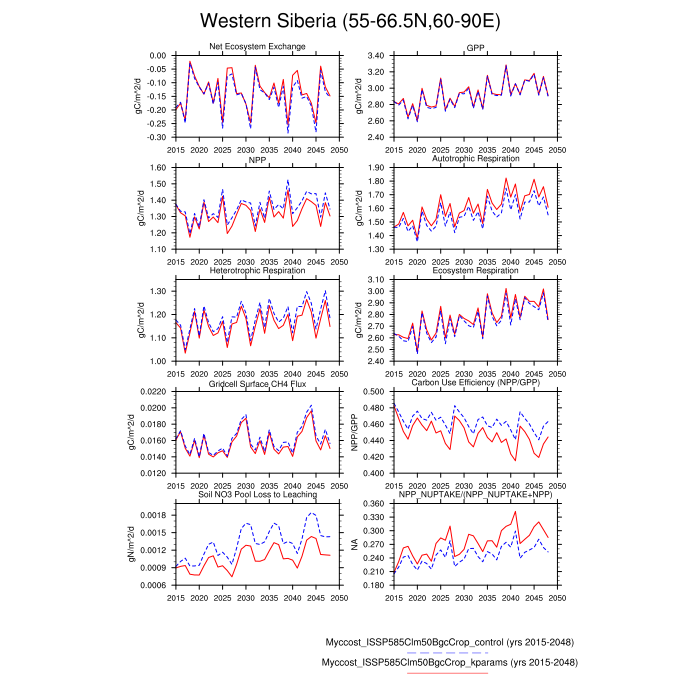 Western Siberia (55-66.5N,60-90E)
Net Ecosystem Exchange
gC/m^2/d
0.00
-0.05
-0.10
-0.15
-0.20
-0.25
-0.30
2015 2020 2025 2030 2035 2040 2045 2050
GPP
gC/m^2/d
3.40
3.20
3.00
2.80
2.60
2.40
2015 2020 2025 2030 2035 2040 2045 2050
NPP
gC/m^2/d
1.60
1.50
1.40
1.30
1.20
1.10
2015 2020 2025 2030 2035 2040 2045 2050
Autotrophic Respiration
gC/m^2/d
1.90
1.80
1.70
1.60
1.50
1.40
1.30
2015 2020 2025 2030 2035 2040 2045 2050
Heterotrophic Respiration
gC/m^2/d
1.30
1.20
1.10
1.00
2015 2020 2025 2030 2035 2040 2045 2050
Ecosystem Respiration
gC/m^2/d
3.10
3.00
2.90
2.80
2.70
2.60
2.50
2.40
2015 2020 2025 2030 2035 2040 2045 2050
Gridcell Surface CH4 Flux
gC/m^2/d
0.0220
0.0200
0.0180
0.0160
0.0140
0.0120
2015 2020 2025 2030 2035 2040 2045 2050
Carbon Use Efficiency (NPP/GPP)
NPP/GPP
0.500
0.480
0.460
0.440
0.420
0.400
2015 2020 2025 2030 2035 2040 2045 2050
Soil NO3 Pool Loss to Leaching
gN/m^2/d
0.0018
0.0015
0.0012
0.0009
0.0006
2015 2020 2025 2030 2035 2040 2045 2050
NPP_NUPTAKE/(NPP_NUPTAKE+NPP)
NA
0.360
0.330
0.300
0.270
0.240
0.210
0.180
2015 2020 2025 2030 2035 2040 2045 2050
Myccost_ISSP585Clm50BgcCrop_control (yrs 2015-2048)
Myccost_ISSP585Clm50BgcCrop_kparams (yrs 2015-2048)